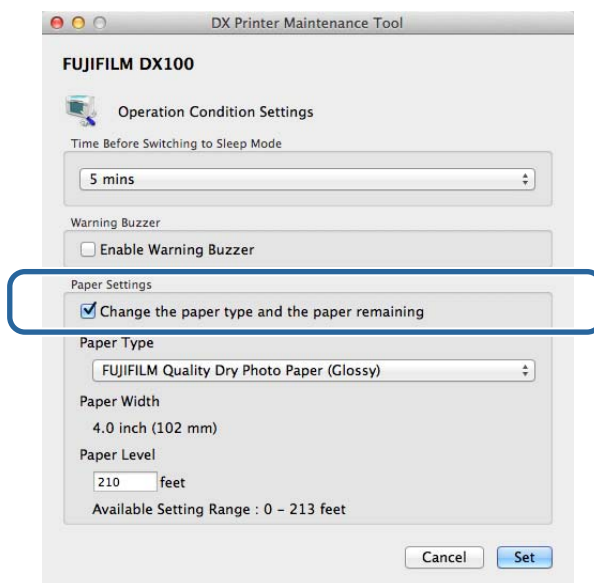 DX Printer Maintenance Tool
FUJIFILM DX100
Operation Condition Settings
Time Before Switching to Sleep Mode
5 mins
Warning Buzzer
Enable Warning Buzzer
Paper Settings
Change the paper type and the paper remaining
Paper Type
FUJIFILM Quality Dry Photo Paper (Glossy)
Paper Width
4.0 inch (102 mm)
Paper Level
210 feet
Available Setting Range : 0 – 213 feet
Cancel Set